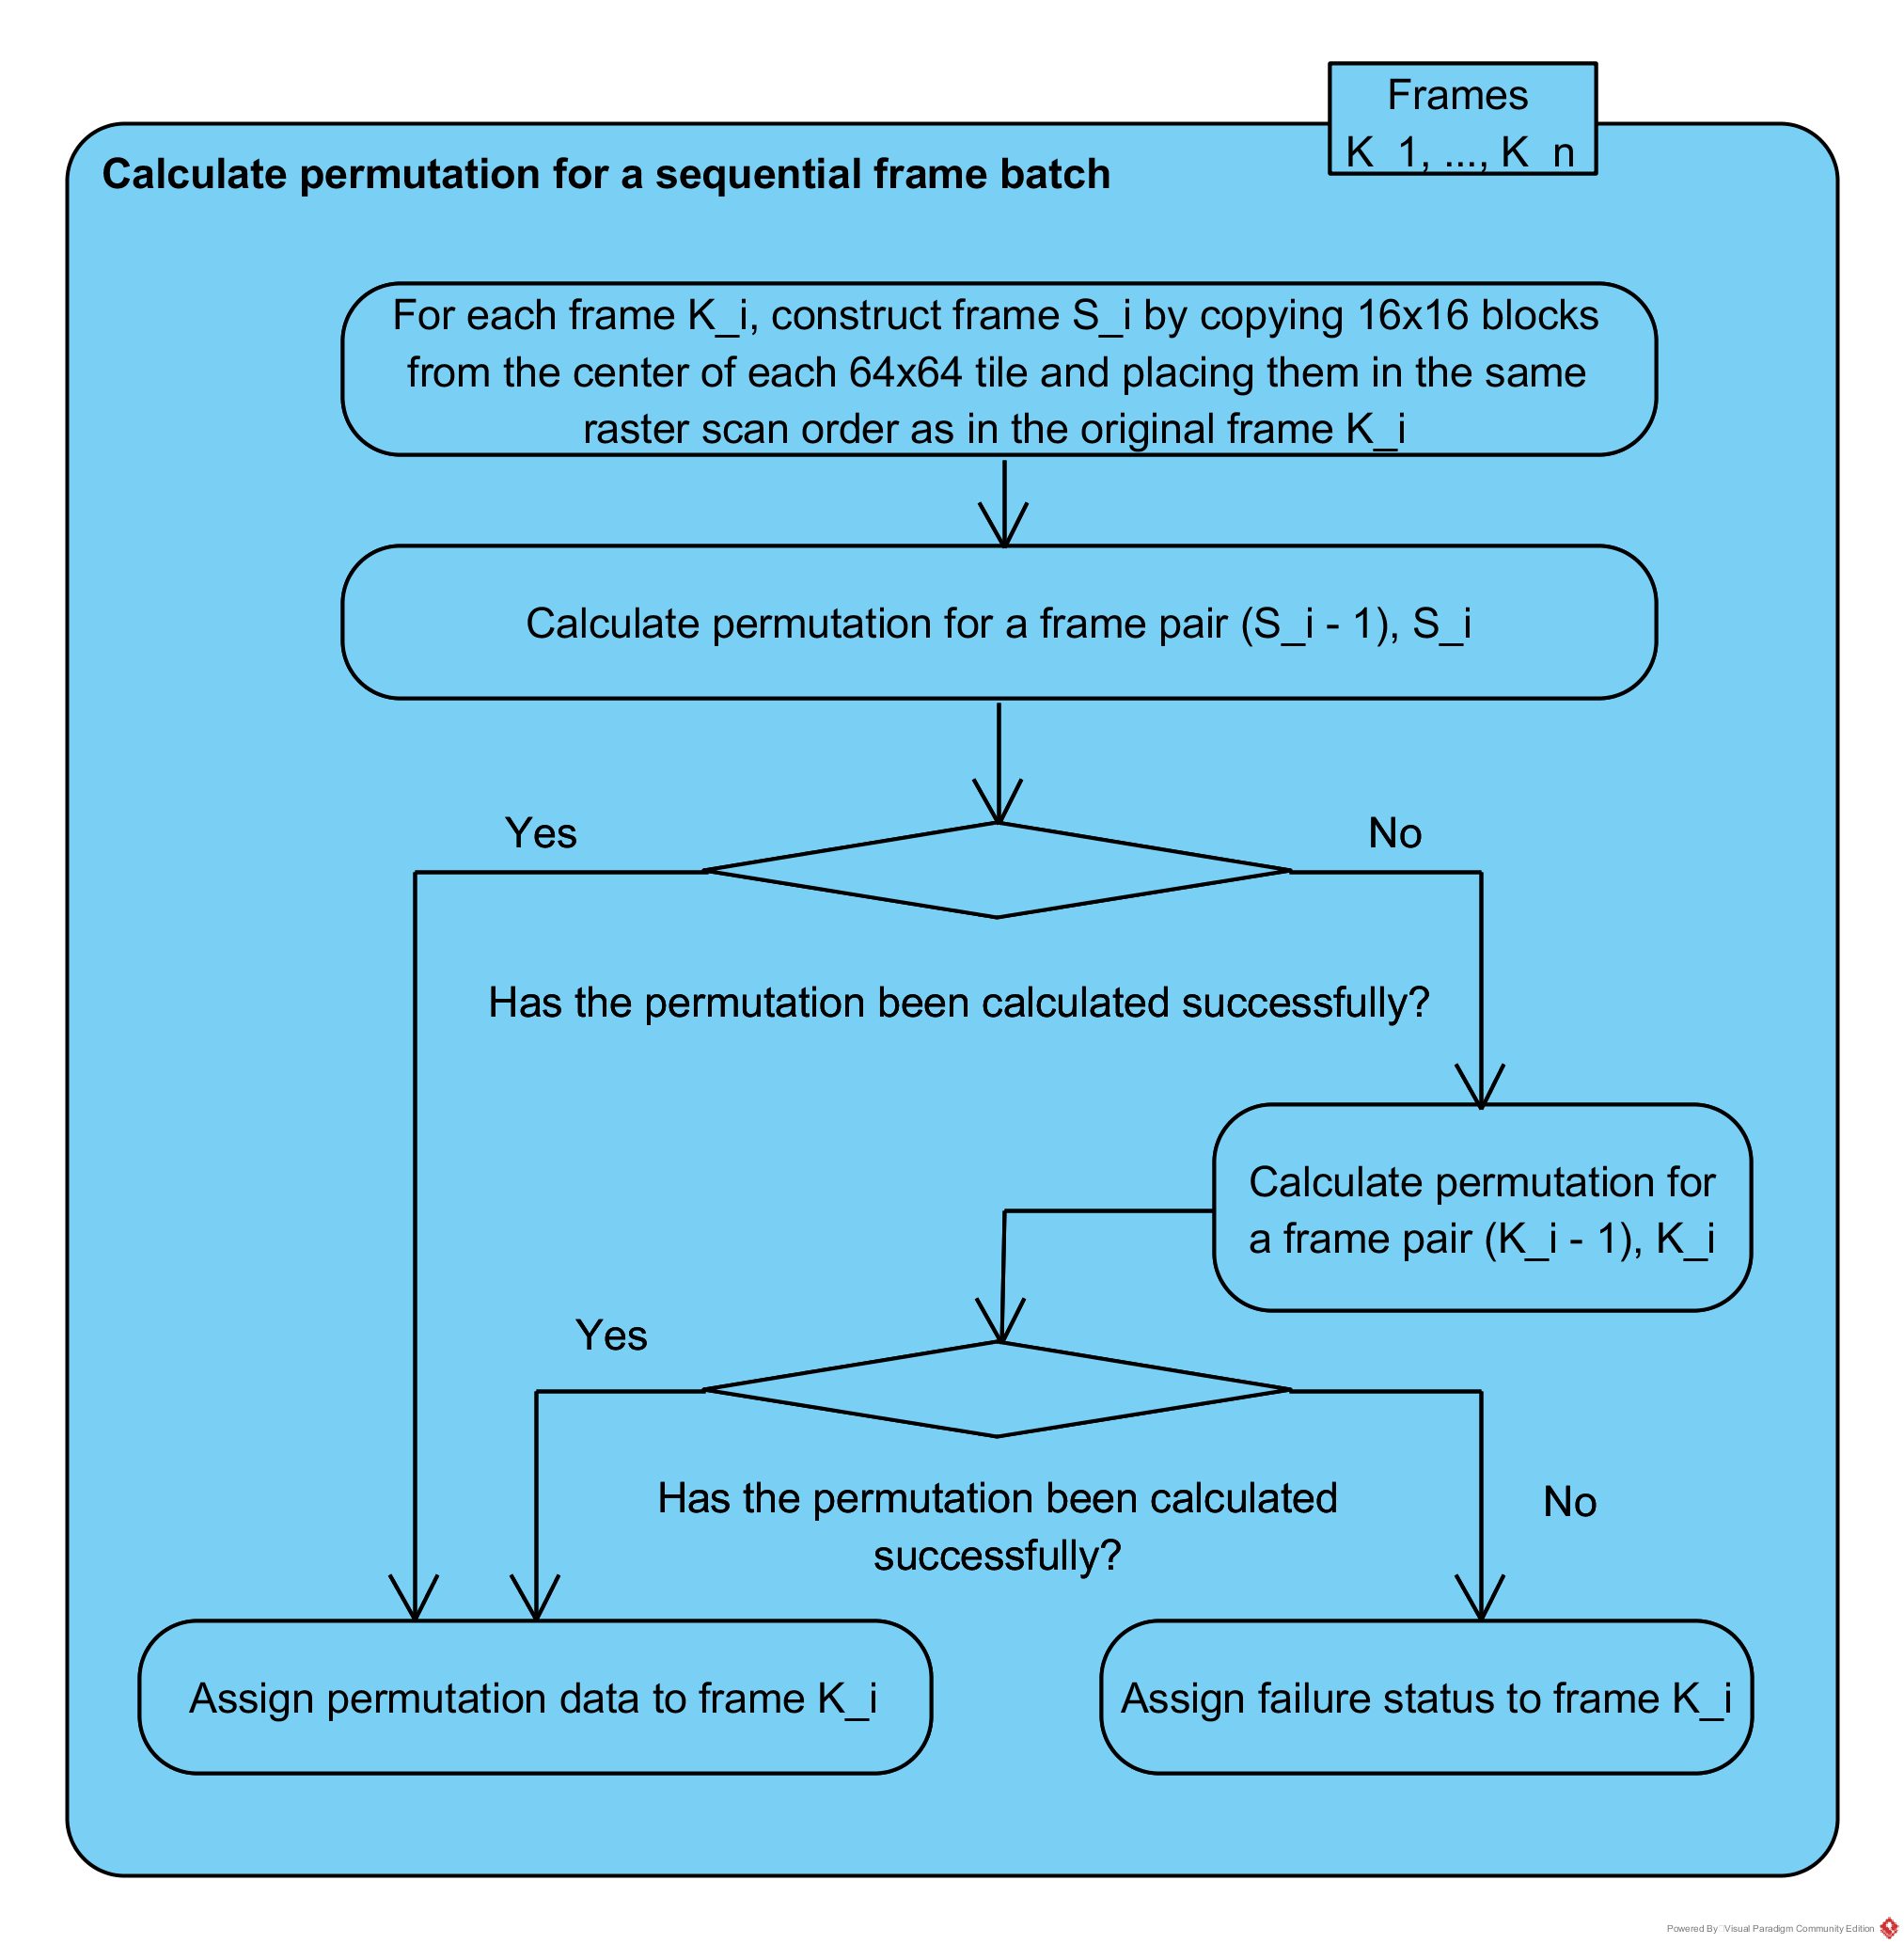 Frames
K_1, ..., K_n
Calculate permutation for a sequential frame batch
For each frame K_i, construct frame S_i by copying 16x16 blocks
from the center of each 64x64 tile and placing them in the same
raster scan order as in the original frame K_i
Calculate permutation for a frame pair (S_i - 1), S_i
Yes
No
Has the permutation been calculated successfully?
Calculate permutation for
a frame pair (K_i - 1), K_i
Yes
Has the permutation been calculated
successfully?
No
Assign permutation data to frame K_i
Assign failure status to frame K_i
Powered By Visual Paradigm Community Edition